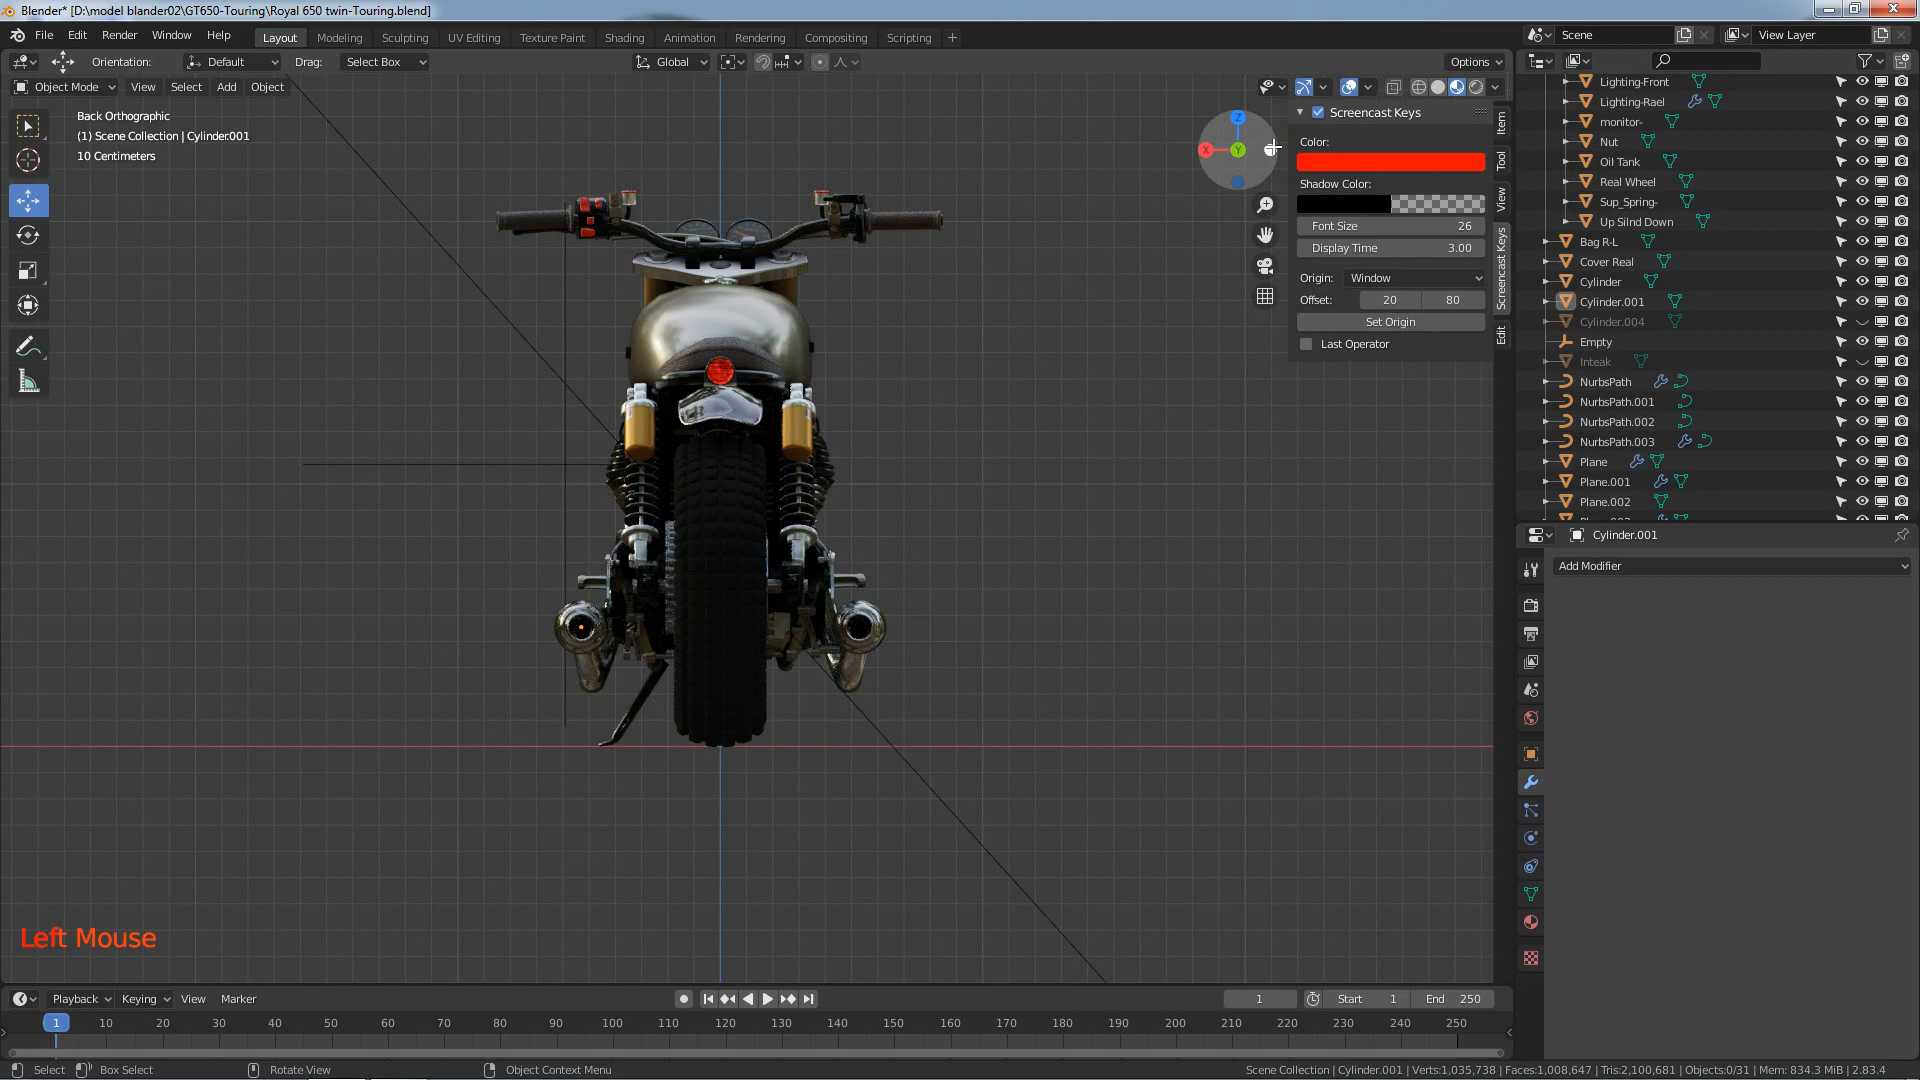 Blender* [D:\model blander02\GT650-Touring\Royal 650 twin-Touring.blend]
File Edit Render Window Help
Layout Modeling Sculpting UV Editing Texture Paint Shading Animation Rendering Compositing Scripting +
Scene
View Layer
Orientation: Default Drag: Select Box
Global
Options
Object Mode View Select Add Object
Back Orthographic
(1) Scene Collection | Cylinder.001
10 Centimeters
Z
X
Y
Screencast Keys
Color:
Shadow Color:
Font Size 26
Display Time 3.00
Origin: Window
Offset: 20 80
Set Origin
Last Operator
Item
Tool
View
Screencast Keys
Edit
Lighting-Front
Lighting-Rael
monitor-
Nut
Oil Tank
Real Wheel
Sup_Spring-
Up Silnd Down
Bag R-L
Cover Real
Cylinder
Cylinder.001
Cylinder.004
Empty
Inteak
NurbsPath
NurbsPath.001
NurbsPath.002
NurbsPath.003
Plane
Plane.001
Plane.002
Cylinder.001
Add Modifier
Left Mouse
Playback Keying View Marker
1
Start 1 End 250
1 10 20 30 40 50 60 70 80 90 100 110 120 130 140 150 160 170 180 190 200 210 220 230 240 250
Select Box Select Rotate View Object Context Menu
Scene Collection | Cylinder.001 | Verts:1,035,738 | Faces:1,008,647 | Tris:2,100,681 | Objects:0/31 | Mem: 834.3 MiB | 2.83.4